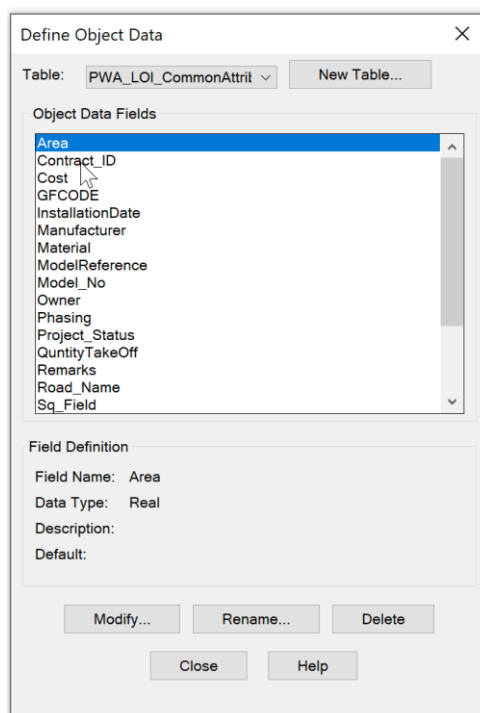 Define Object Data
Table: PWA_LOI_CommonAttrib New Table...
Object Data Fields
Area
Contract_ID
Cost
GFCODE
InstallationDate
Manufacturer
Material
ModelReference
Model_No
Owner
Phasing
Project_Status
QuntityTakeOff
Remarks
Road_Name
Sq_Field
Field Definition
Field Name: Area
Data Type: Real
Description:
Default:
Modify... Rename... Delete
Close Help